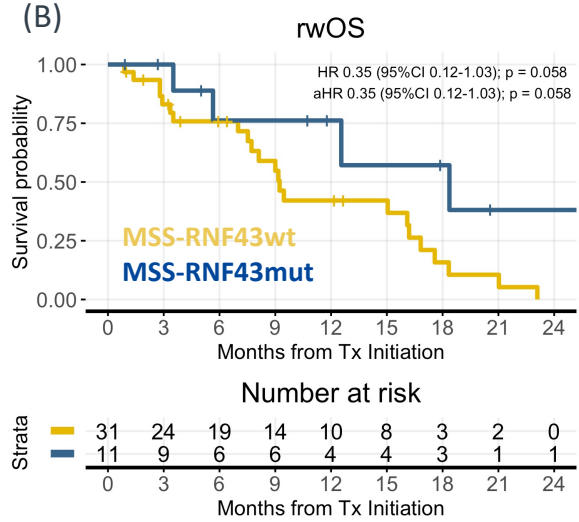 (B)
rwOS
HR 0.35 (95%CI 0.12-1.03); p = 0.058
aHR 0.35 (95%CI 0.12-1.03); p = 0.058
Survival probability
1.00
0.75
0.50
0.25
0.00
MSS-RNF43wt
MSS-RNF43mut
0 3 6 9 12 15 18 21 24
Months from Tx Initiation
Number at risk
Strata
31 24 19 14 10 8 3 2 0
11 9 6 6 4 4 3 1 1
0 3 6 9 12 15 18 21 24
Months from Tx Initiation